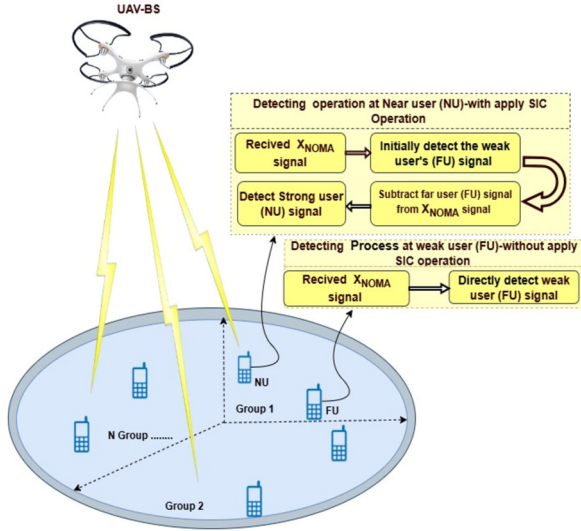 UAV-BS
Detecting operation at Near user (NU)-with apply SIC
Operation
Recived XNOMA
signal
Initially detect the weak
user's (FU) signal
Detect Strong user
(NU) signal
Subtract far user (FU) signal
from XNOMA signal
Detecting Process at weak user (FU)-without apply
SIC operation
Recived XNOMA
signal
Directly detect weak
user (FU) signal
NU
Group 1
FU
N Group ........
Group 2